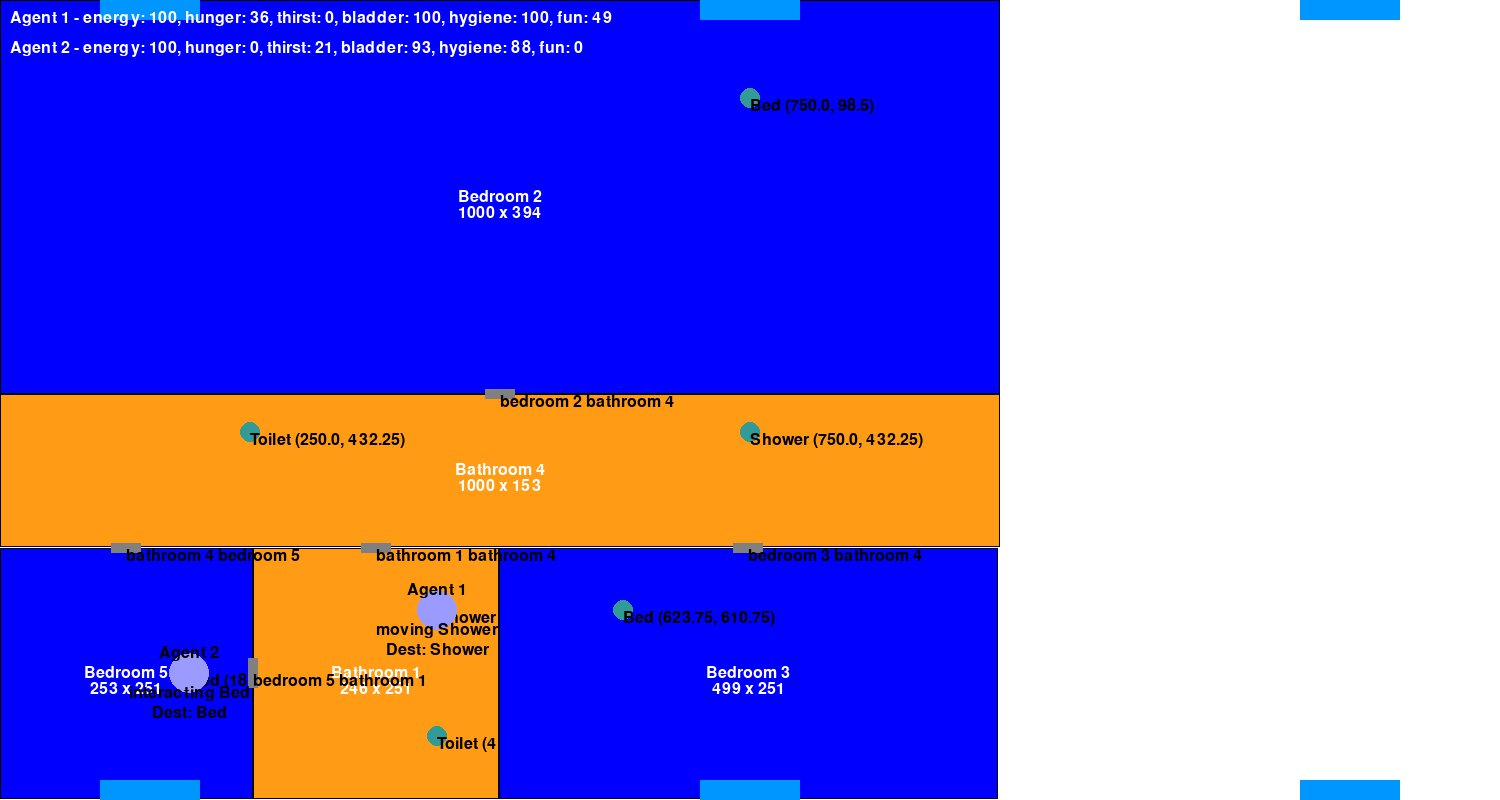 Agent 1 - energy: 100, hunger: 36, thirst: 0, bladder: 100, hygiene: 100, fun: 49
Agent 2 - energy: 100, hunger: 0, thirst: 21, bladder: 93, hygiene: 88, fun: 0
Bed (750.0, 98.5)
Bedroom 2
1000 x 394
bedroom 2 bathroom 4
Toilet (250.0, 432.25)
Shower (750.0, 432.25)
Bathroom 4
1000 x 153
bathroom 4 bedroom 5
bathroom 1 bathroom 4
bedroom 3 bathroom 4
Agent 1
hower
moving Shower
Dest: Shower
Bed (623.75, 610.75)
Agent 2
Bedroom 5
253 x 251
d (18
bedroom 5 bathroom 1
interacting Bed
Dest: Bed
Bathroom 1
246 x 251
Bedroom 3
499 x 251
Toilet (4